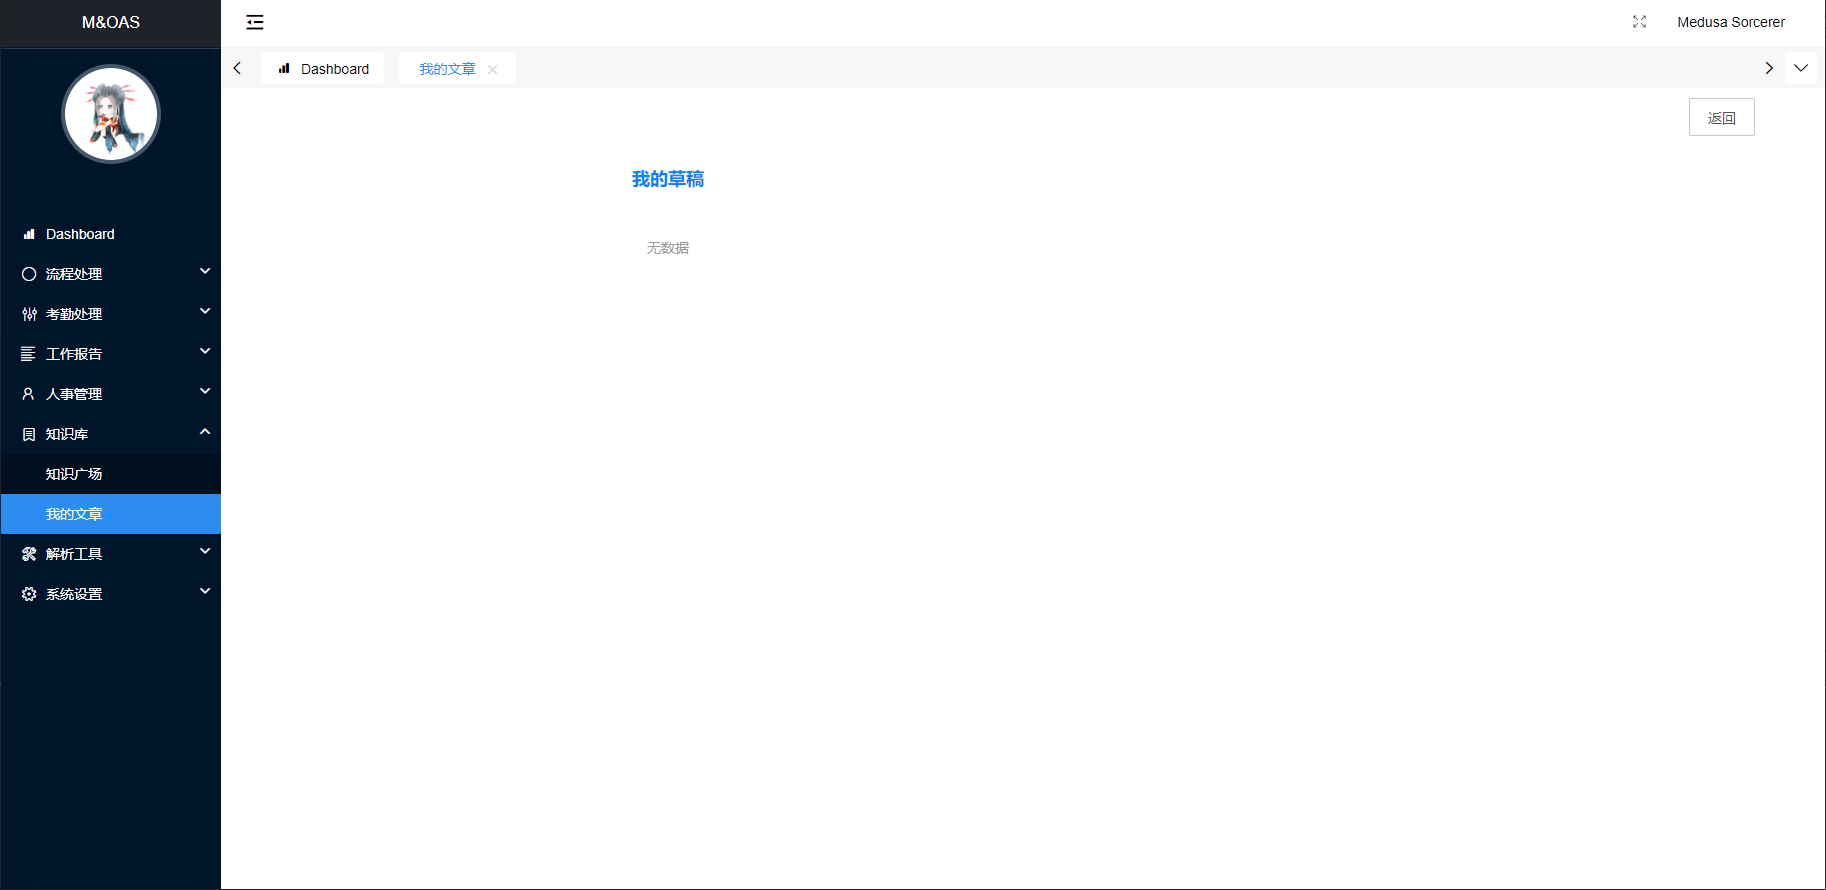 M&OAS
Medusa Sorcerer
Dashboard
我的文章
返回
我的草稿
无数据
Dashboard
流程处理
考勤处理
工作报告
人事管理
知识库
知识广场
我的文章
解析工具
系统设置